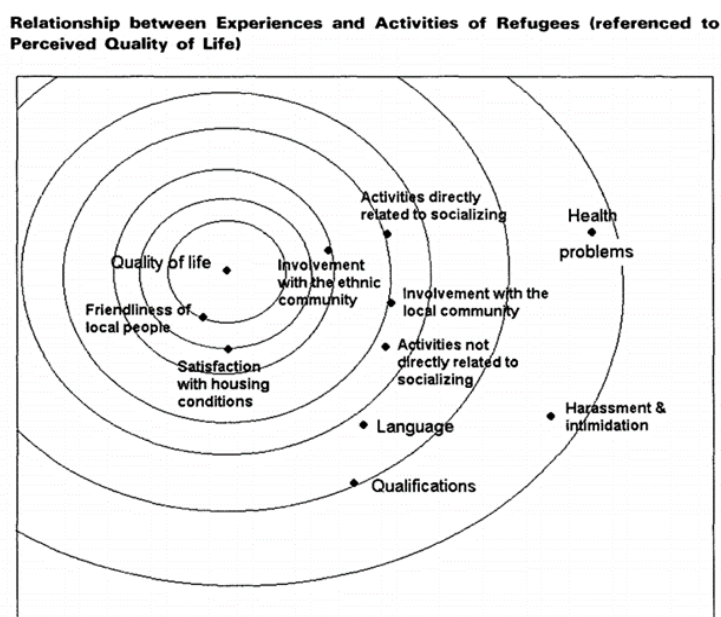 Relationship between Experiences and Activities of Refugees (referenced to
Perceived Quality of Life)
Activities directly
related to socializing
Health
problems
Quality of life
Involvement
with the ethnic
community
Involvement with the
local community
Friendliness of
local people
Activities not
directly related to
socializing
Satisfaction
with housing
conditions
Harassment &
intimidation
Language
Qualifications